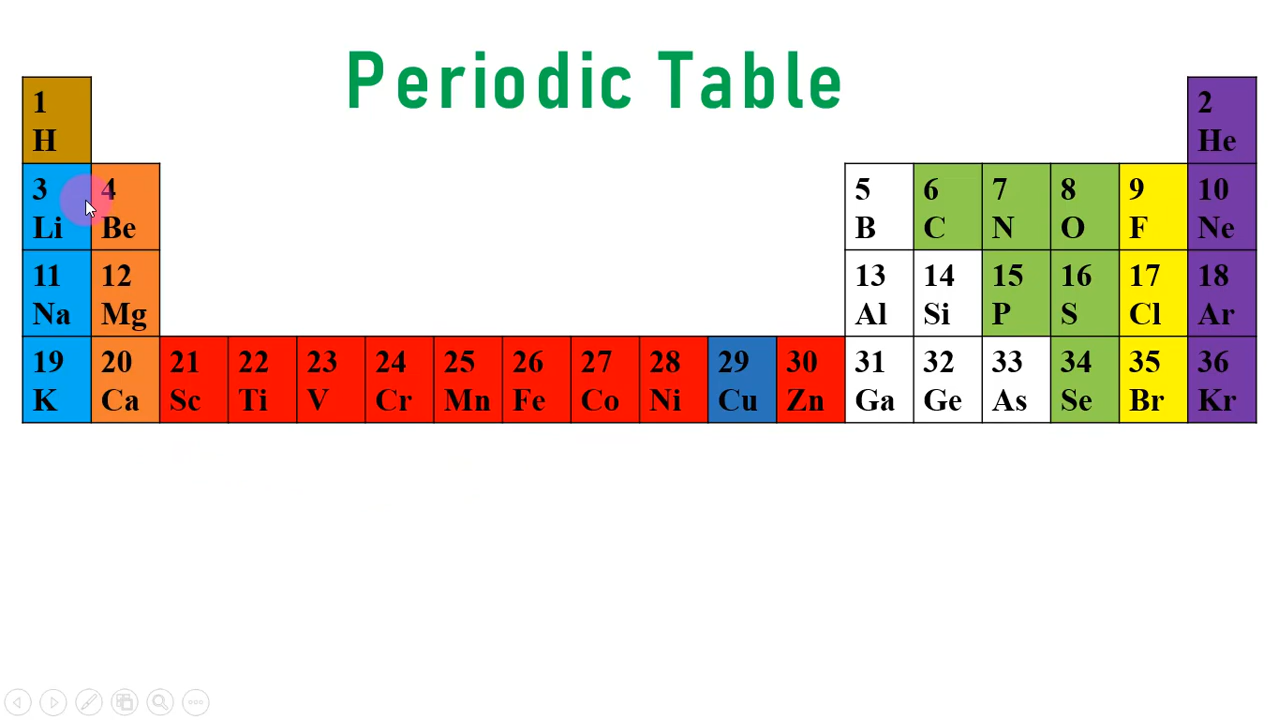 Periodic Table
1 2
H He
3 4 5 6 7 8 9 10
Li Be B C N O F Ne
11 12 13 14 15 16 17 18
Na Mg Al Si P S Cl Ar
19 20 21 22 23 24 25 26 27 28 29 30 31 32 33 34 35 36
K Ca Sc Ti V Cr Mn Fe Co Ni Cu Zn Ga Ge As Se Br Kr